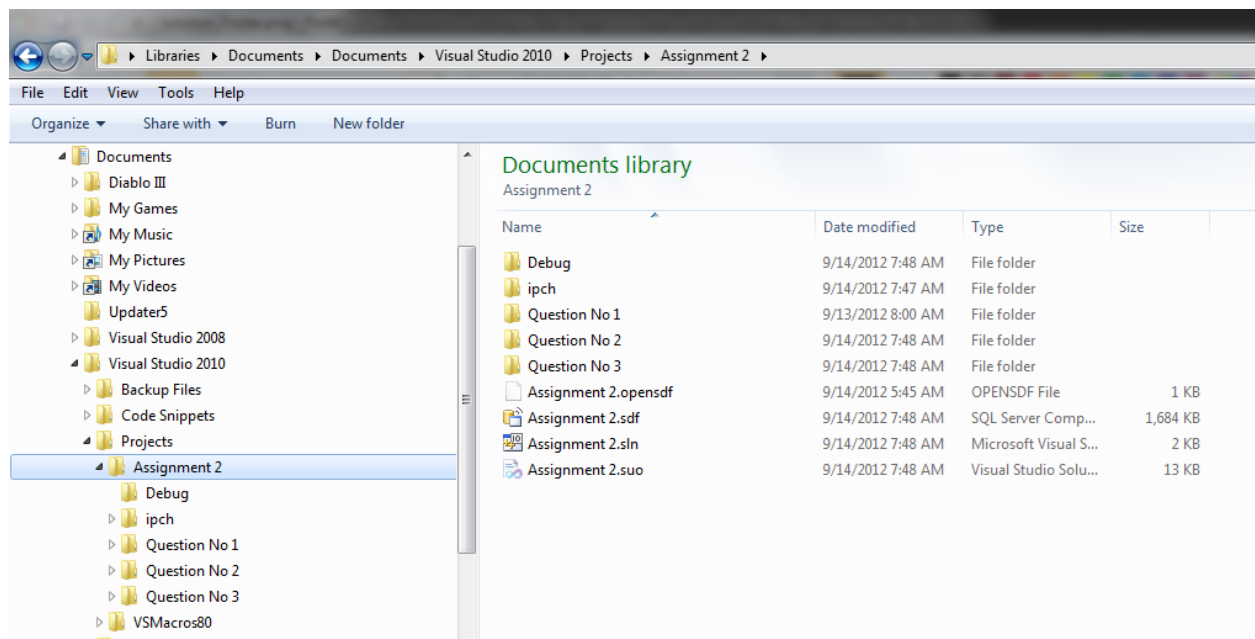 Libraries Documents Documents Visual Studio 2010 Projects Assignment 2
File Edit View Tools Help
Organize Share with Burn New folder
Documents
Diablo III
My Games
My Music
My Pictures
My Videos
Updater5
Visual Studio 2008
Visual Studio 2010
Backup Files
Code Snippets
Projects
Assignment 2
Debug
ipch
Question No 1
Question No 2
Question No 3
VSMacros80
Documents library
Assignment 2
Name Date modified Type Size
Debug 9/14/2012 7:48 AM File folder
ipch 9/14/2012 7:47 AM File folder
Question No 1 9/13/2012 8:00 AM File folder
Question No 2 9/14/2012 7:48 AM File folder
Question No 3 9/14/2012 7:48 AM File folder
Assignment 2.opensdf 9/14/2012 5:45 AM OPENSDF File 1 KB
Assignment 2.sdf 9/14/2012 7:48 AM SQL Server Comp... 1,684 KB
Assignment 2.sln 9/14/2012 7:48 AM Microsoft Visual S... 2 KB
Assignment 2.suo 9/14/2012 7:48 AM Visual Studio Solu... 13 KB